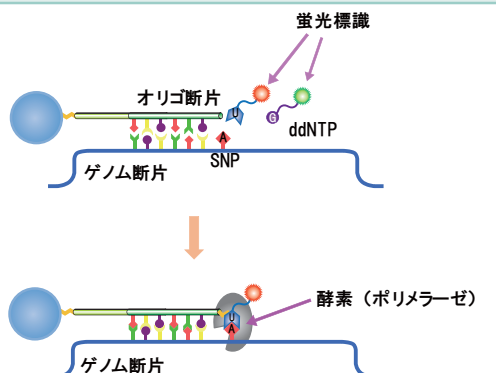 蛍光標識
オリゴ断片
U
G
ddNTP
A
SNP
ゲノム断片
酵素（ポリメラーゼ）
U
A
ゲノム断片